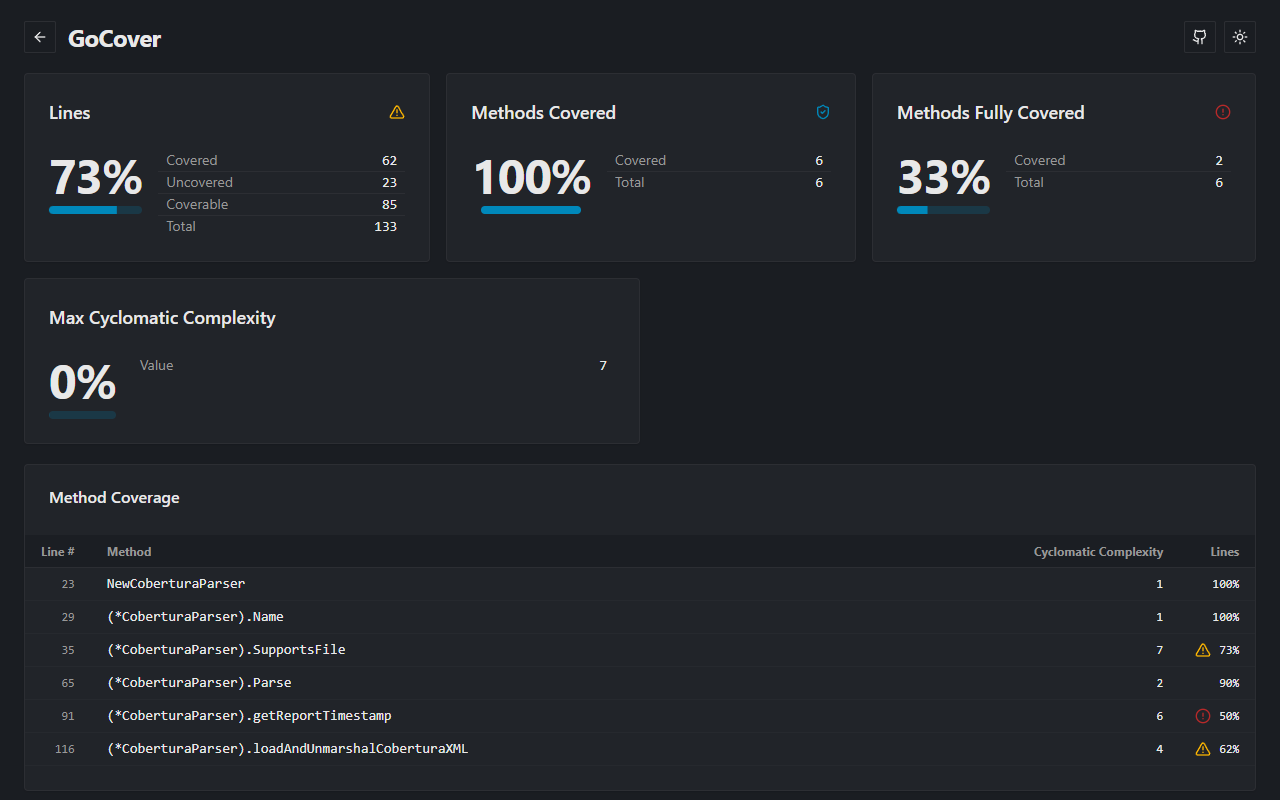 GoCover
Lines
73%
Covered 62
Uncovered 23
Coverable 85
Total 133
Methods Covered
100%
Covered 6
Total 6
Methods Fully Covered
33%
Covered 2
Total 6
Max Cyclomatic Complexity
0%
Value 7
Method Coverage
Line # Method Cyclomatic Complexity Lines
23 NewCoberturaParser 1 100%
29 (*CoberturaParser).Name 1 100%
35 (*CoberturaParser).SupportsFile 7 73%
65 (*CoberturaParser).Parse 2 90%
91 (*CoberturaParser).getReportTimestamp 6 50%
116 (*CoberturaParser).loadAndUnmarshalCoberturaXML 4 62%